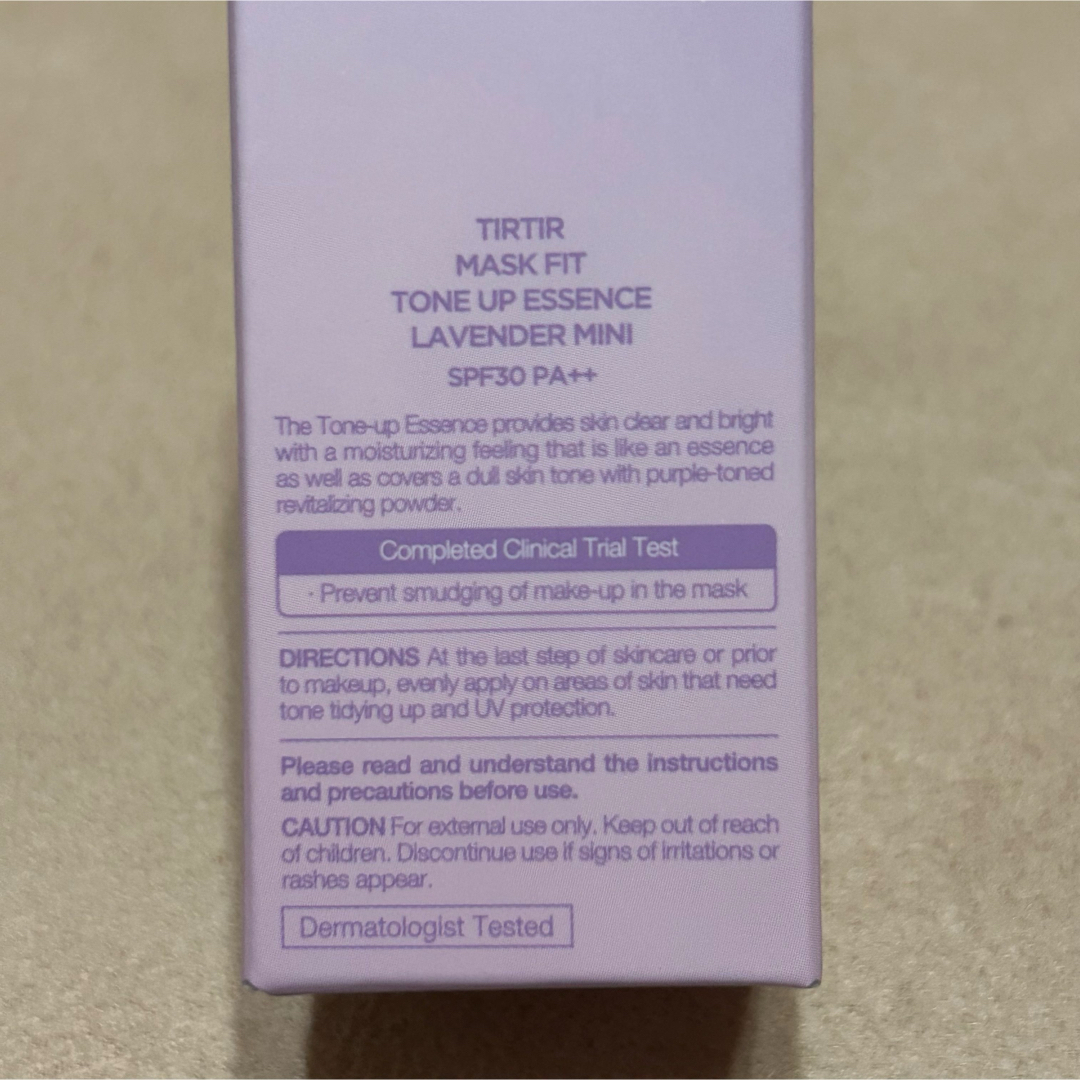 TIRTIR
MASK FIT
TONE UP ESSENCE
LAVENDER MINI
SPF30 PA++
The Tone-up Essence provides skin clear and bright
with a moisturizing feeling that is like an essence
as well as covers a dull skin tone with purple-toned
revitalizing powder.
Completed Clinical Trial Test
· Prevent smudging of make-up in the mask
DIRECTIONS At the last step of skincare or prior
to makeup, evenly apply on areas of skin that need
tone tidying up and UV protection.
Please read and understand the instructions
and precautions before use.
CAUTION For external use only. Keep out of reach
of children. Discontinue use if signs of irritations or
rashes appear.
Dermatologist Tested